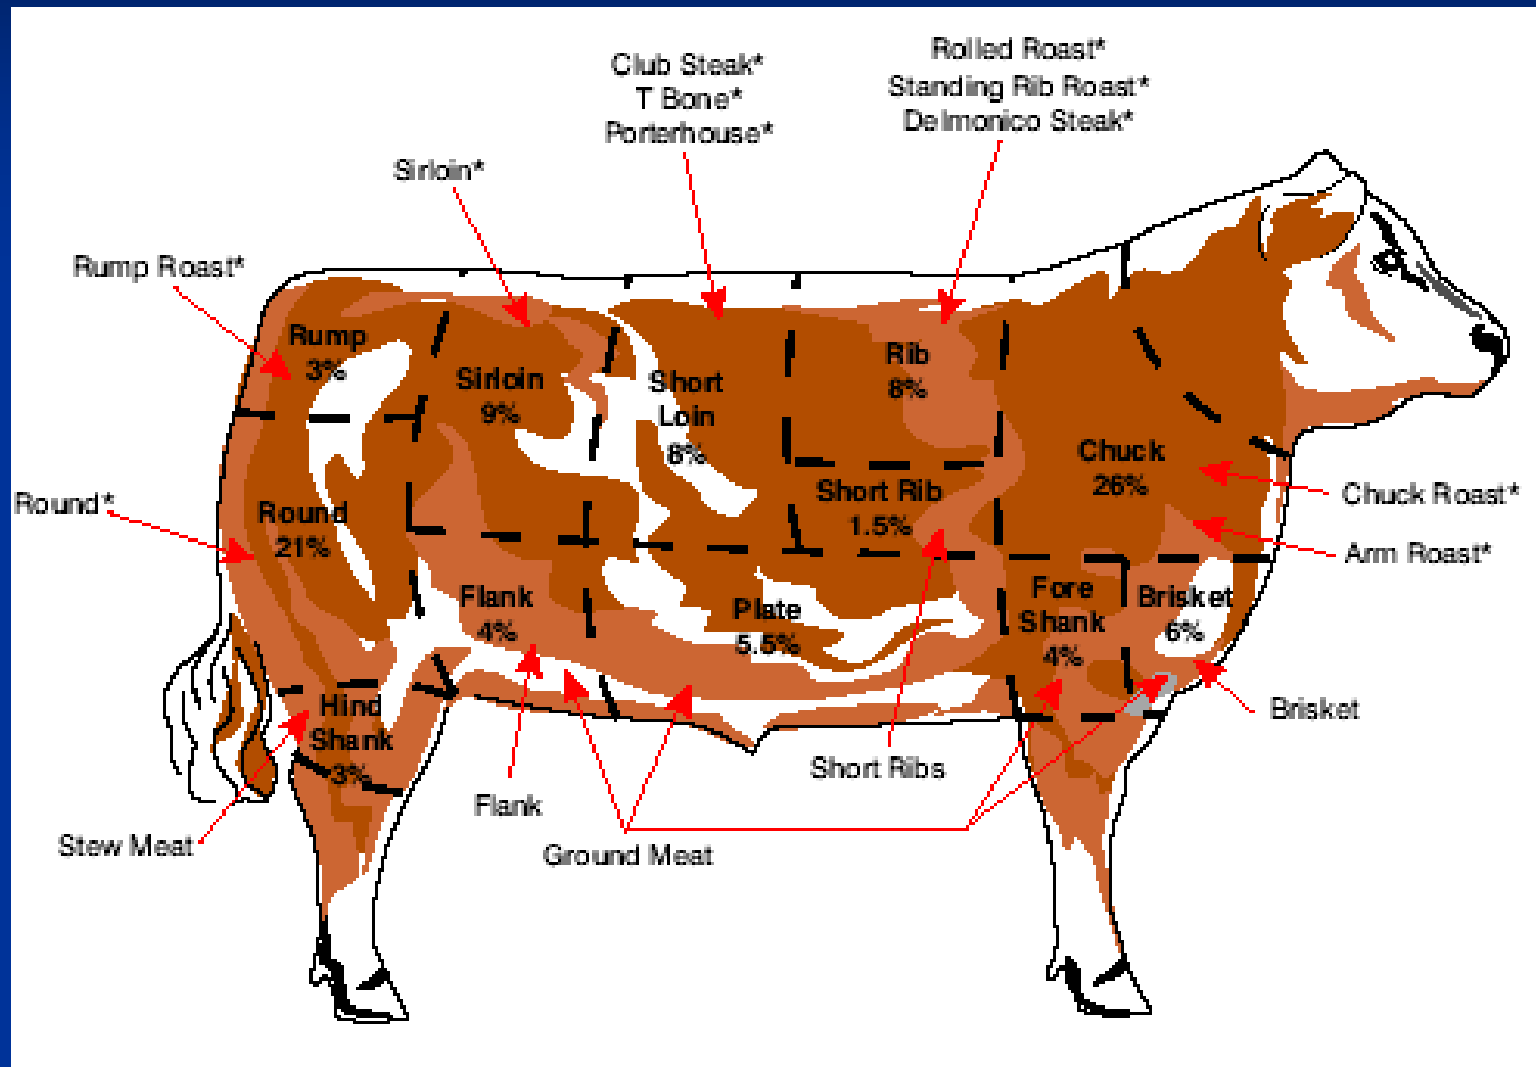 Club Steak*
T Bone*
Porterhouse*
Rolled Roast*
Standing Rib Roast*
Delmonico Steak*
Sirloin*
Rump Roast*
Rump
3%
Sirloin
9%
Short
Loin
8%
Rib
8%
Chuck
26%
Short Rib
1.5%
Round*
Round
21%
Chuck Roast*
Arm Roast*
Flank
4%
Plate
5.5%
Fore
Shank
4%
Brisket
6%
Hind
Shank
3%
Brisket
Short Ribs
Flank
Stew Meat
Ground Meat